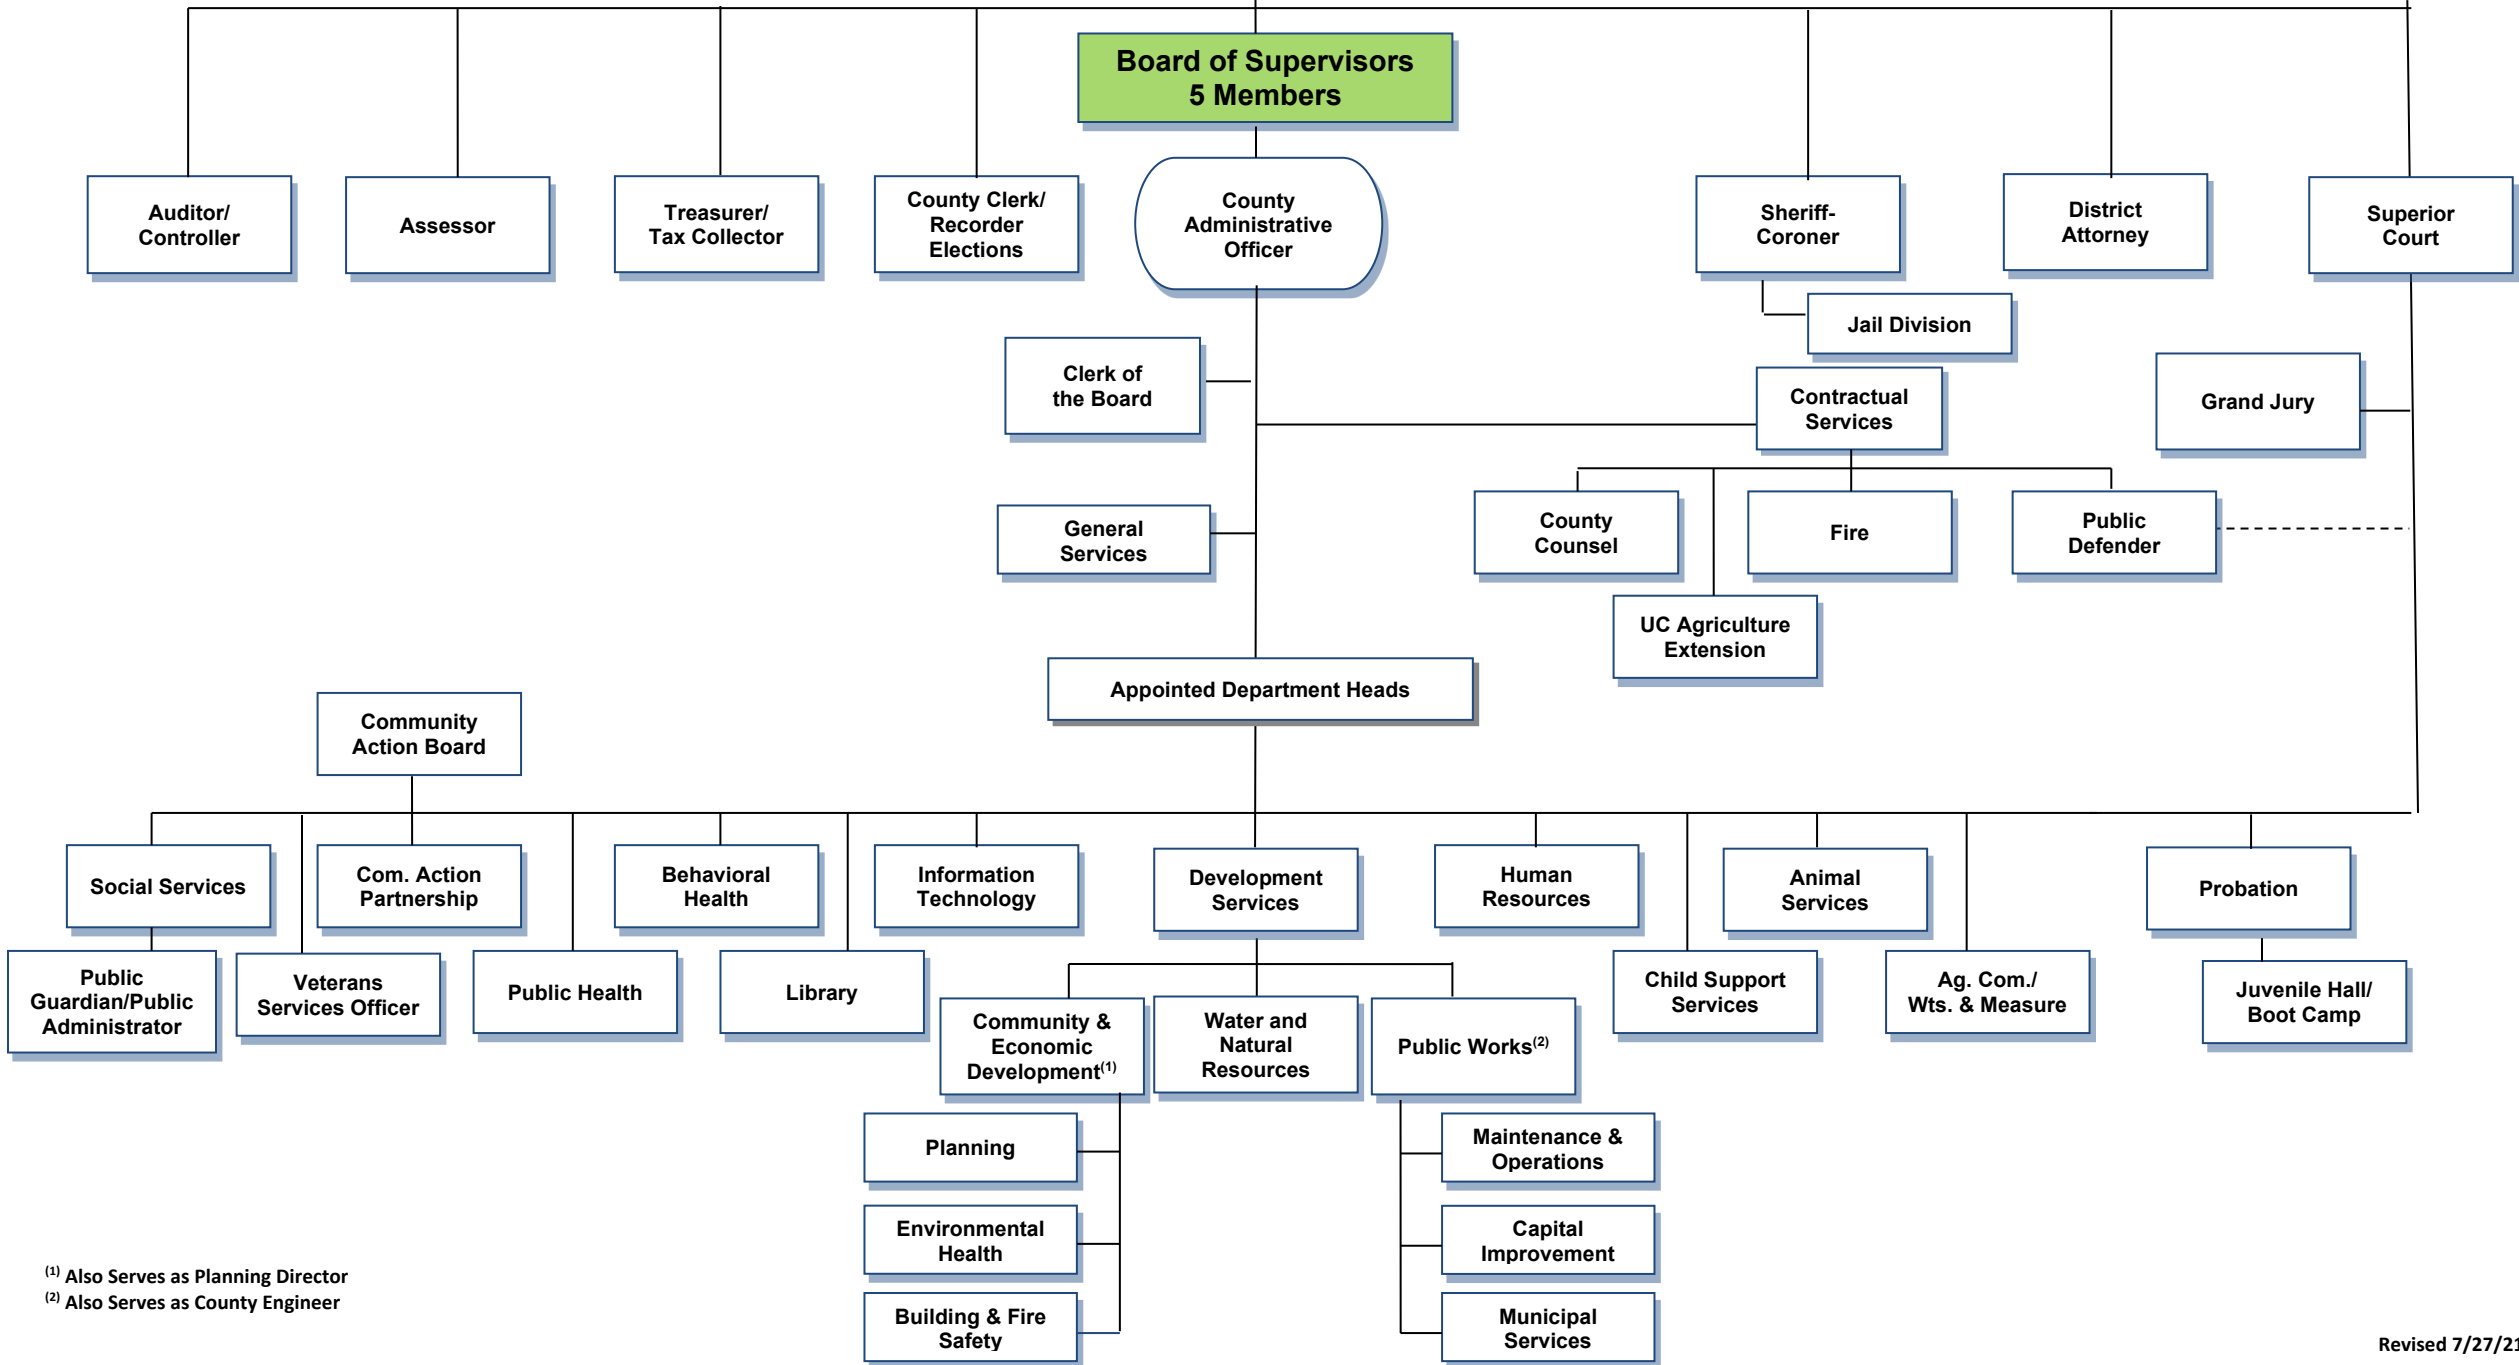 Board of Supervisors
5 Members
Auditor/
Controller
Assessor
Treasurer/
Tax Collector
County Clerk/
Recorder
Elections
County
Administrative
Officer
Sheriff-
Coroner
District
Attorney
Superior
Court
Jail Division
Clerk of
the Board
Contractual
Services
Grand Jury
General
Services
County
Counsel
Fire
Public
Defender
UC Agriculture
Extension
Appointed Department Heads
Community
Action Board
Social Services
Com. Action
Partnership
Behavioral
Health
Information
Technology
Development
Services
Human
Resources
Animal
Services
Probation
Public
Guardian/Public
Administrator
Veterans
Services Officer
Public Health
Library
Community &
Economic
Development(1)
Water and
Natural
Resources
Public Works(2)
Child Support
Services
Ag. Com./
Wts. & Measure
Juvenile Hall/
Boot Camp
Planning
Maintenance &
Operations
Environmental
Health
Capital
Improvement
Building & Fire
Safety
Municipal
Services
(1) Also Serves as Planning Director
(2) Also Serves as County Engineer
Revised 7/27/21